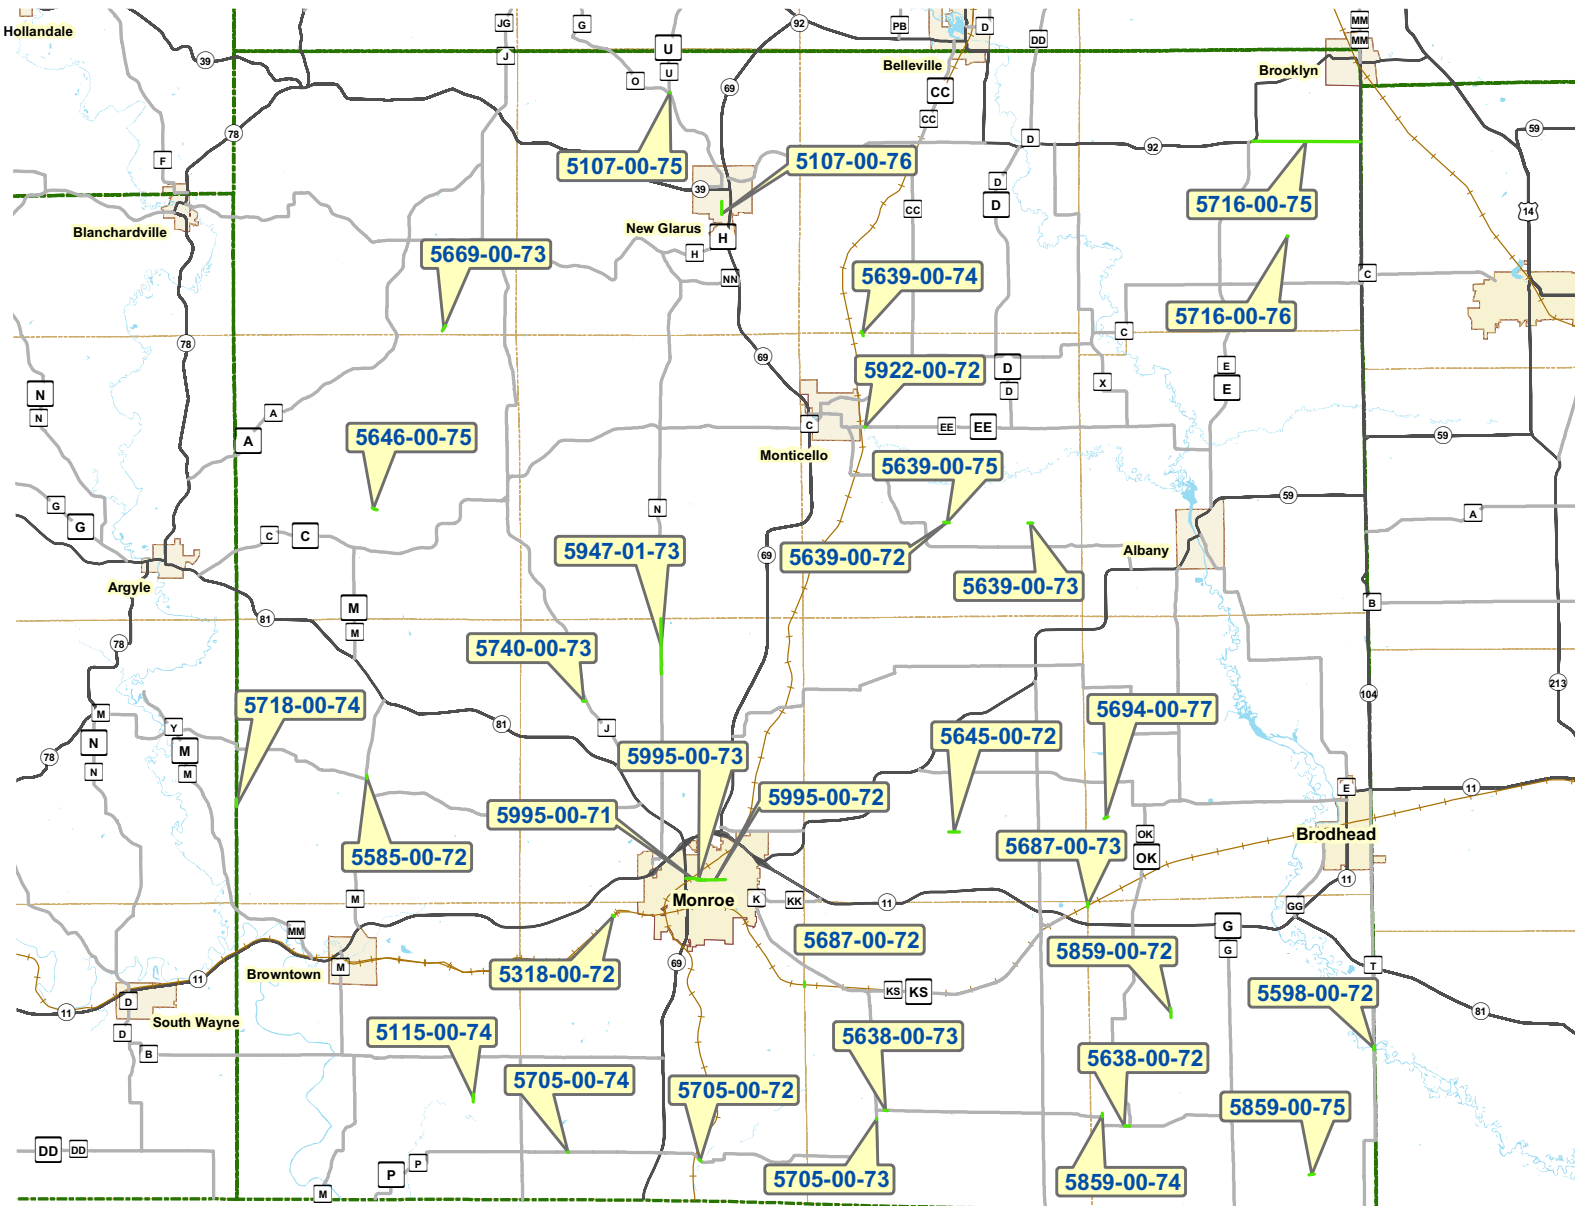 Hollandale
JG
G
U
92
PB
D
MM
MM
39
J
O
U
DD
Belleville
Brooklyn
69
CC
CC
78
59
D
92
F
5107-00-75
5107-00-76
39
D
D
CC
5716-00-75
14
Blanchardville
New Glarus
H
H
5669-00-73
NN
5639-00-74
C
5716-00-76
C
78
69
5922-00-72
D
D
X
E
E
N
N
A
A
5646-00-75
C
EE
EE
Monticello
59
5639-00-75
59
G
G
C
C
N
A
5947-01-73
69
5639-00-72
Albany
5639-00-73
Argyle
M
M
81
B
78
5740-00-73
5718-00-74
104
213
M
N
N
Y
M
M
78
81
J
5694-00-77
5645-00-72
5995-00-73
5995-00-72
5995-00-71
E
11
5585-00-72
OK
OK
5687-00-73
Brodhead
11
M
Monroe
K
KK
11
GG
G
G
MM
5687-00-72
5859-00-72
Browntown
M
5318-00-72
69
T
11
KS
KS
5598-00-72
D
11
South Wayne
81
D
B
5115-00-74
5638-00-73
5638-00-72
5705-00-74
5705-00-72
5859-00-75
DD
DD
P
P
M
5705-00-73
5859-00-74